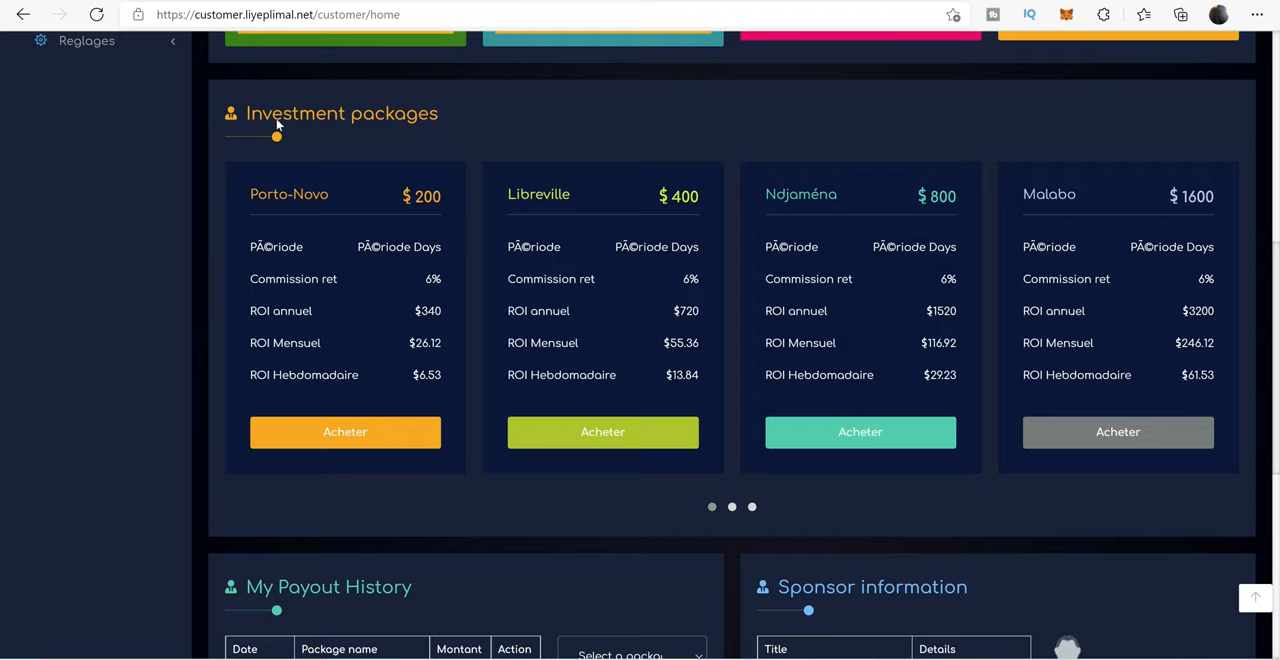 https://customer.liyeplimal.net/customer/home
IQ
Reglages
Investment packages
Porto-Novo $ 200
PÃ©riode PÃ©riode Days
Commission ret 6%
ROI annuel $340
ROI Mensuel $26.12
ROI Hebdomadaire $6.53
Acheter
Libreville $ 400
PÃ©riode PÃ©riode Days
Commission ret 6%
ROI annuel $720
ROI Mensuel $55.36
ROI Hebdomadaire $13.84
Acheter
Ndjaména $ 800
PÃ©riode PÃ©riode Days
Commission ret 6%
ROI annuel $1520
ROI Mensuel $116.92
ROI Hebdomadaire $29.23
Acheter
Malabo $ 1600
PÃ©riode PÃ©riode Days
Commission ret 6%
ROI annuel $3200
ROI Mensuel $246.12
ROI Hebdomadaire $61.53
Acheter
My Payout History
Date Package name Montant Action
Select a packag
Sponsor information
Title Details